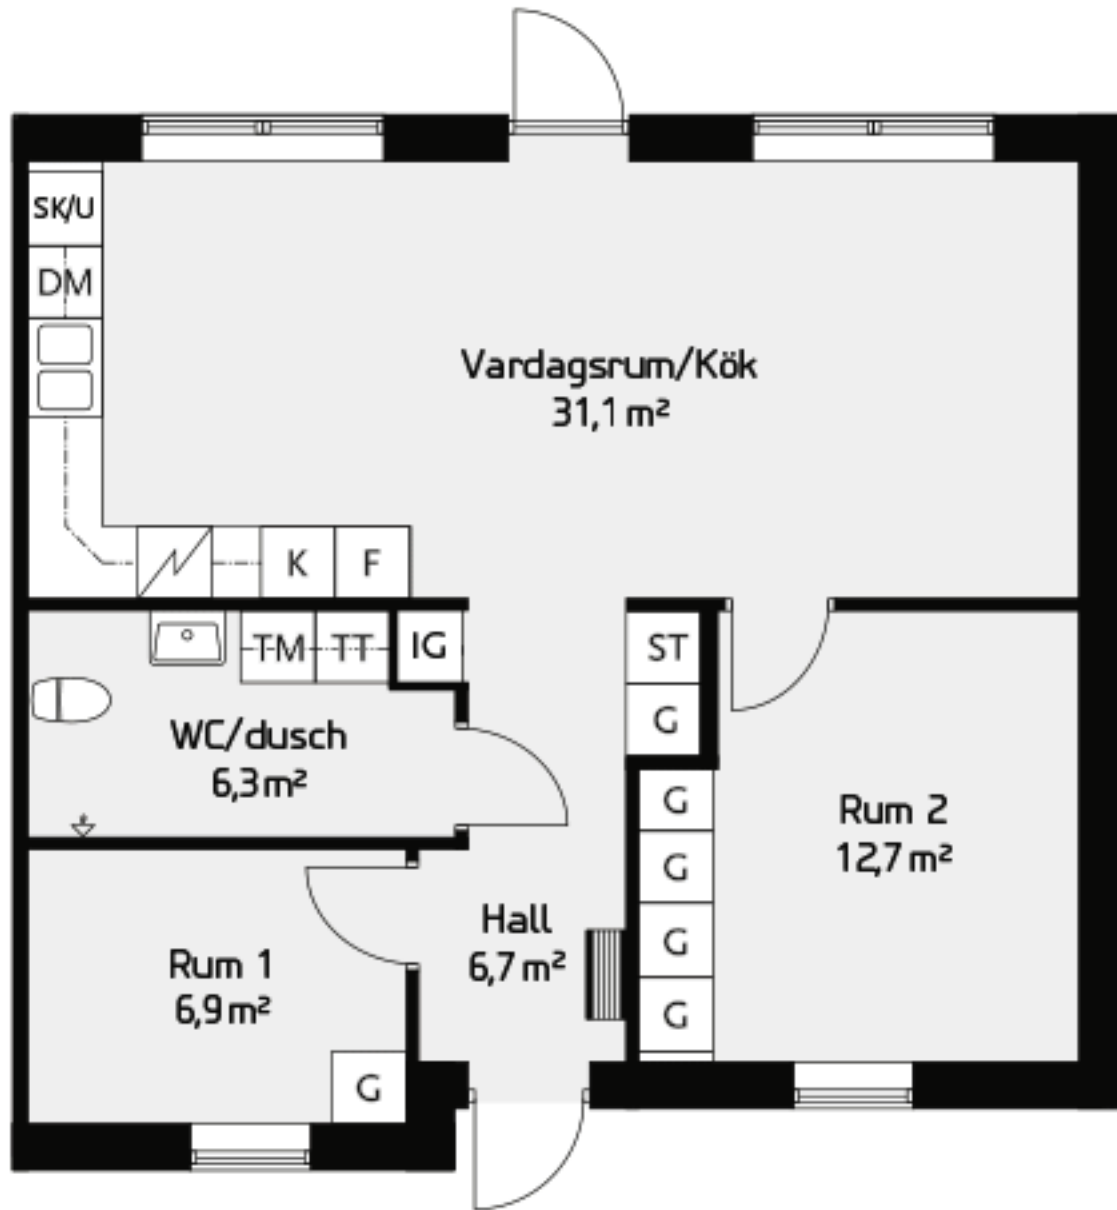 SK/U
DM
Vardagsrum/Kök
31,1 m²
K
F
TM
TT
IG
ST
G
WC/dusch
6,3 m²
G
Rum 2
12,7 m²
G
Hall
6,7 m²
G
Rum 1
6,9 m²
G
G